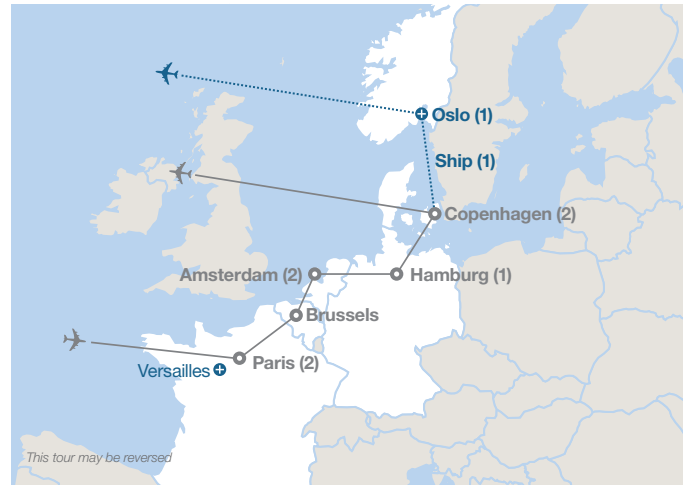 Oslo (1)
Ship (1)
Copenhagen (2)
Amsterdam (2)
Hamburg (1)
Brussels
Paris (2)
Versailles
This tour may be reversed